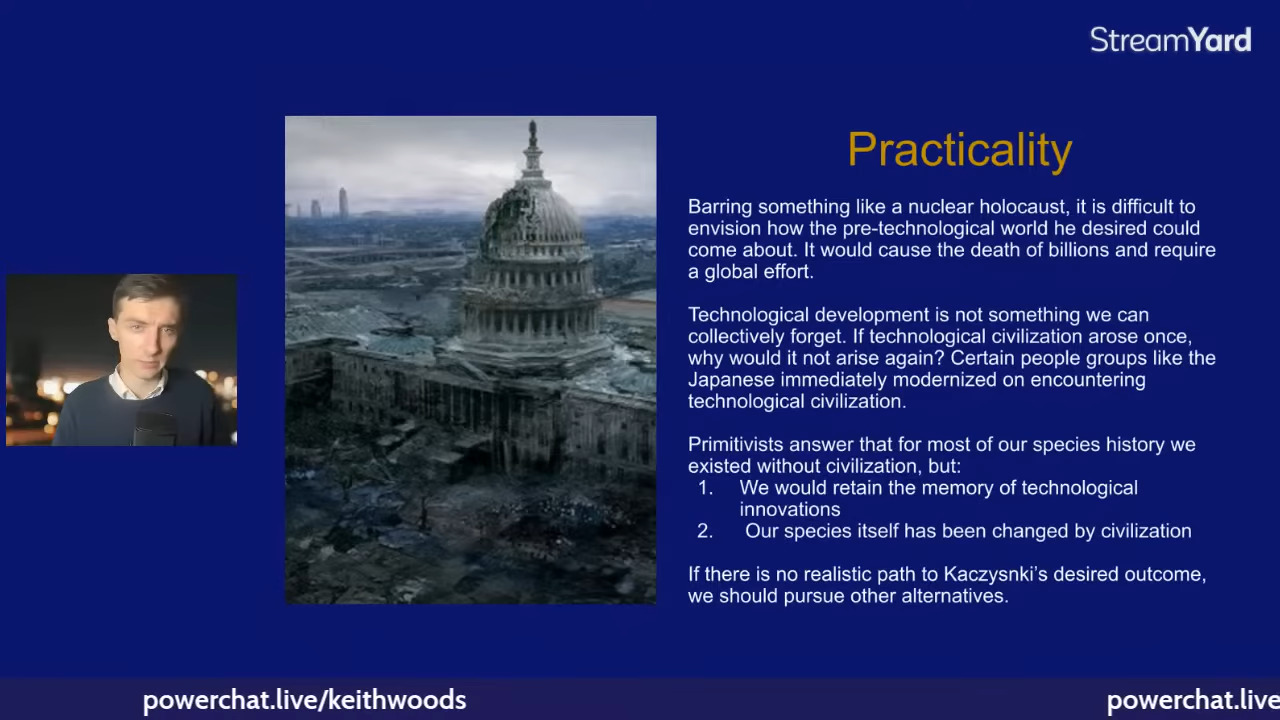 StreamYard
Practicality
Barring something like a nuclear holocaust, it is difficult to
envision how the pre-technological world he desired could
come about. It would cause the death of billions and require
a global effort.
Technological development is not something we can
collectively forget. If technological civilization arose once,
why would it not arise again? Certain people groups like the
Japanese immediately modernized on encountering
technological civilization.
Primitivists answer that for most of our species history we
existed without civilization, but:
1. We would retain the memory of technological
innovations
2. Our species itself has been changed by civilization
If there is no realistic path to Kaczysnki's desired outcome,
we should pursue other alternatives.
powerchat.live/keithwoods
powerchat.live